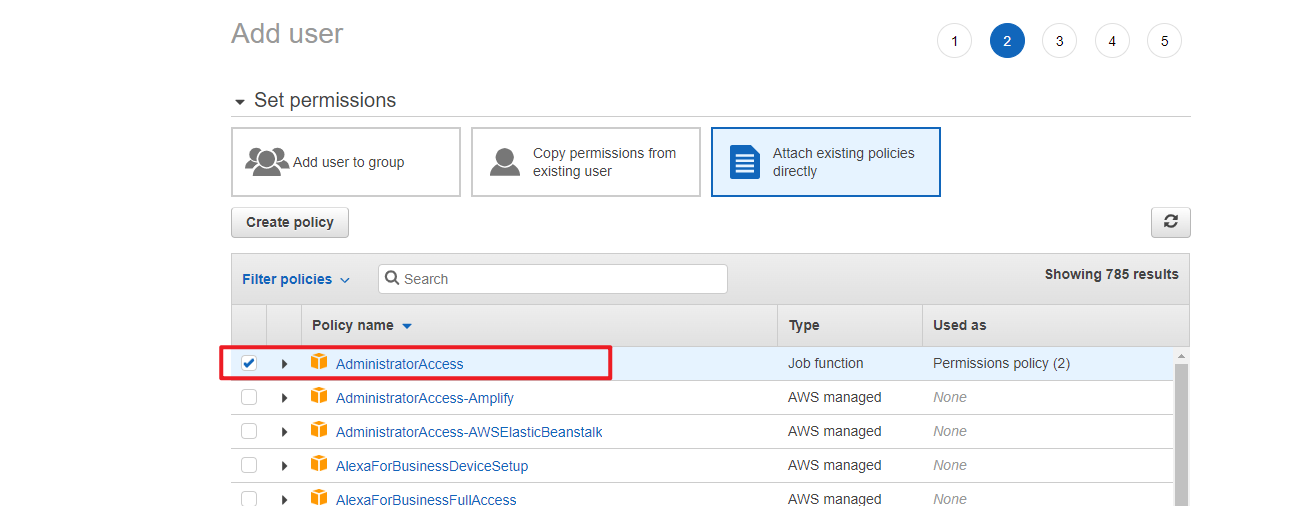 Add user
1 2 3 4 5
Set permissions
Add user to group
Copy permissions from
existing user
Attach existing policies
directly
Create policy
Filter policies Search Showing 785 results
Policy name Type Used as
AdministratorAccess Job function Permissions policy (2)
AdministratorAccess-Amplify AWS managed None
AdministratorAccess-AWSElasticBeanstalk AWS managed None
AlexaForBusinessDeviceSetup AWS managed None
AlexaForBusinessFullAccess AWS managed None